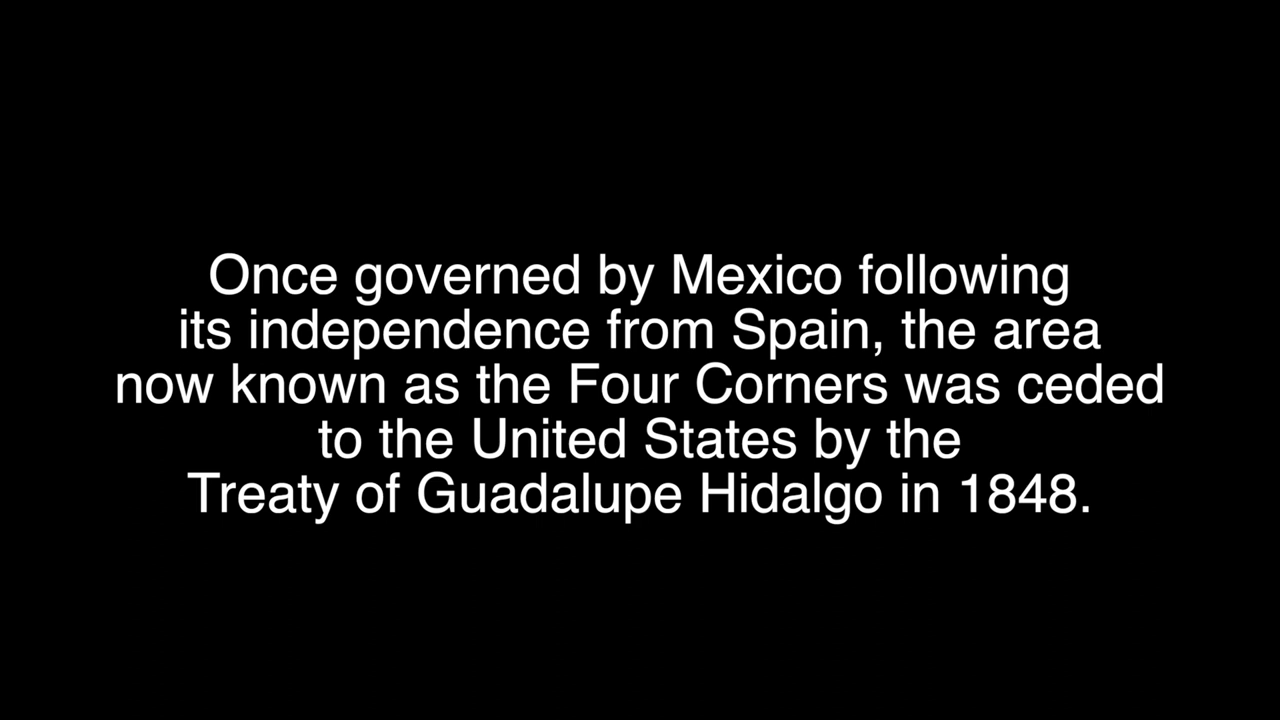 Once governed by Mexico following
its independence from Spain, the area
now known as the Four Corners was ceded
to the United States by the
Treaty of Guadalupe Hidalgo in 1848.